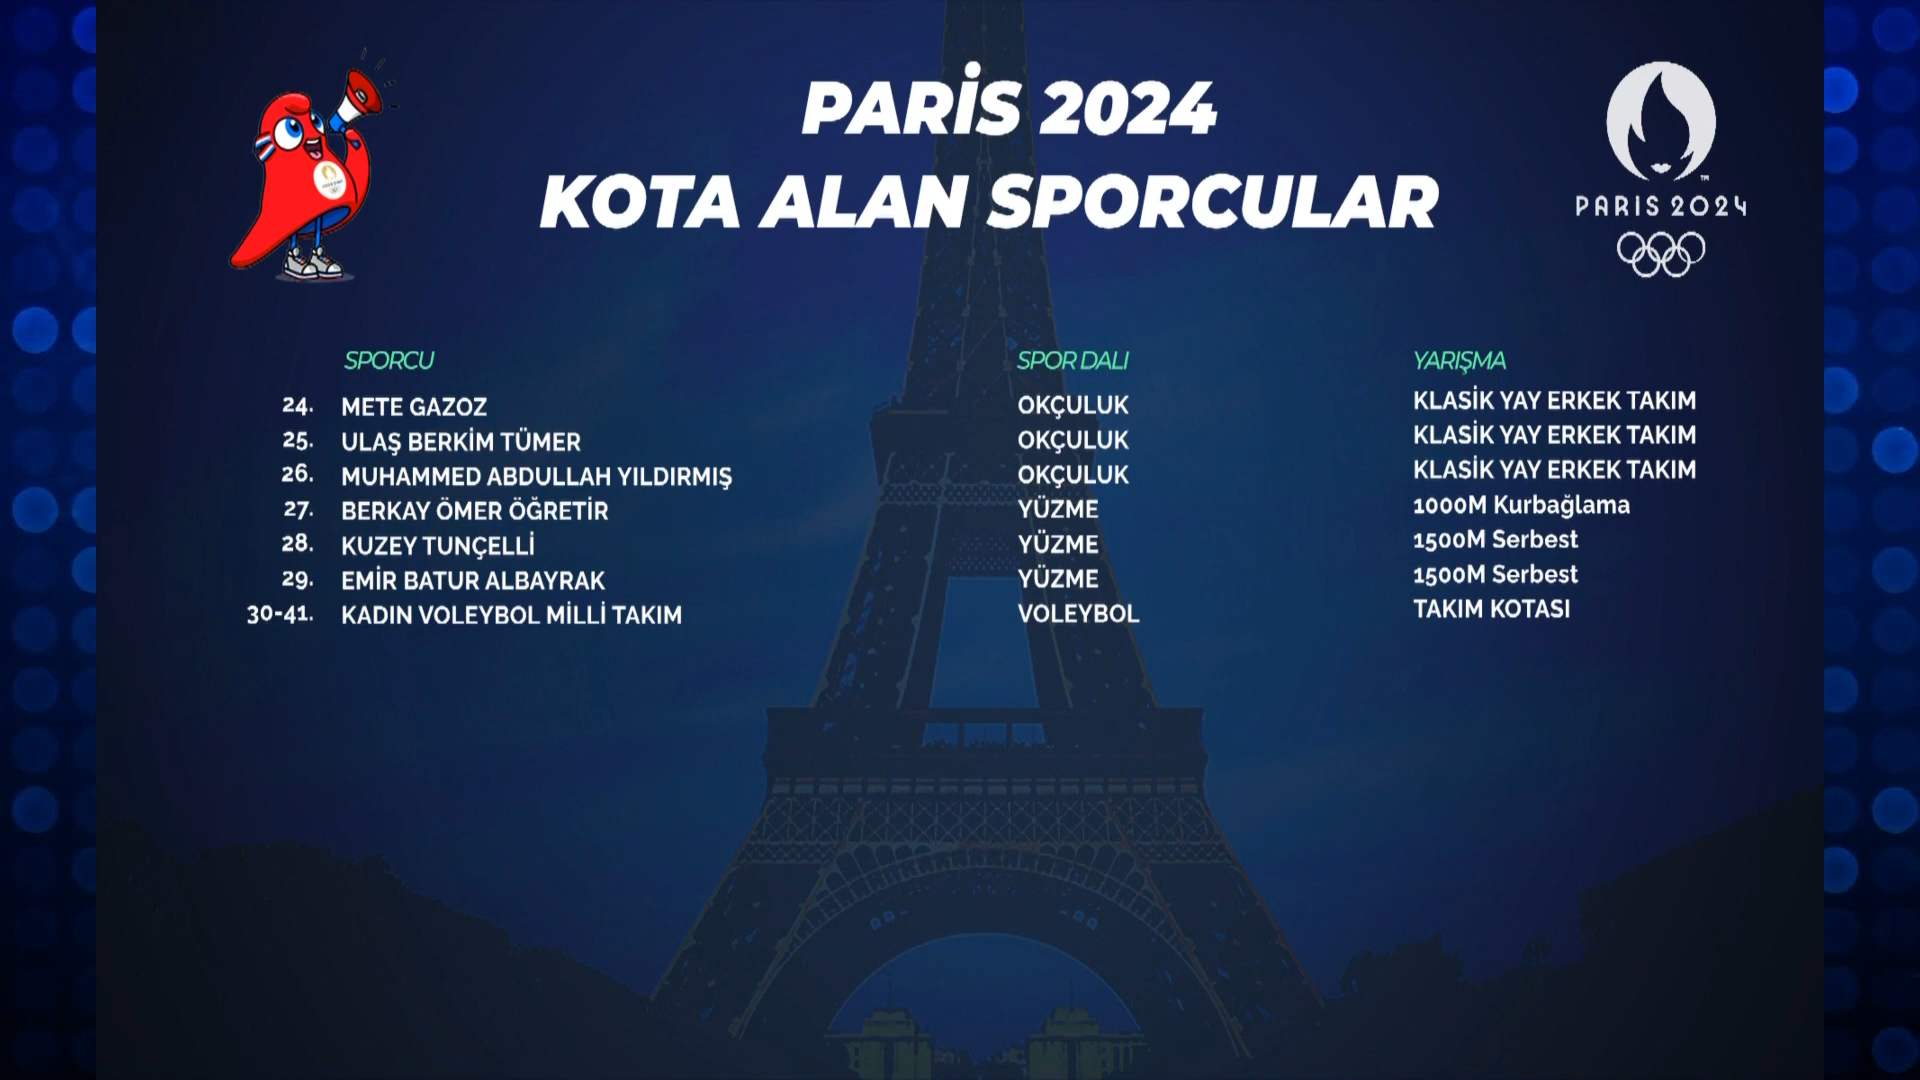 PARİS 2024
KOTA ALAN SPORCULAR
PARIS 2024
SPORCU SPOR DALI YARIŞMA
24. METE GAZOZ OKÇULUK KLASİK YAY ERKEK TAKIM
25. ULAŞ BERKİM TÜMER OKÇULUK KLASİK YAY ERKEK TAKIM
26. MUHAMMED ABDULLAH YILDIRMIŞ OKÇULUK KLASİK YAY ERKEK TAKIM
27. BERKAY ÖMER ÖĞRETİR YÜZME 1000M Kurbağlama
28. KUZEY TUNÇELLİ YÜZME 1500M Serbest
29. EMİR BATUR ALBAYRAK YÜZME 1500M Serbest
30-41. KADIN VOLEYBOL MİLLİ TAKIM VOLEYBOL TAKIM KOTASI